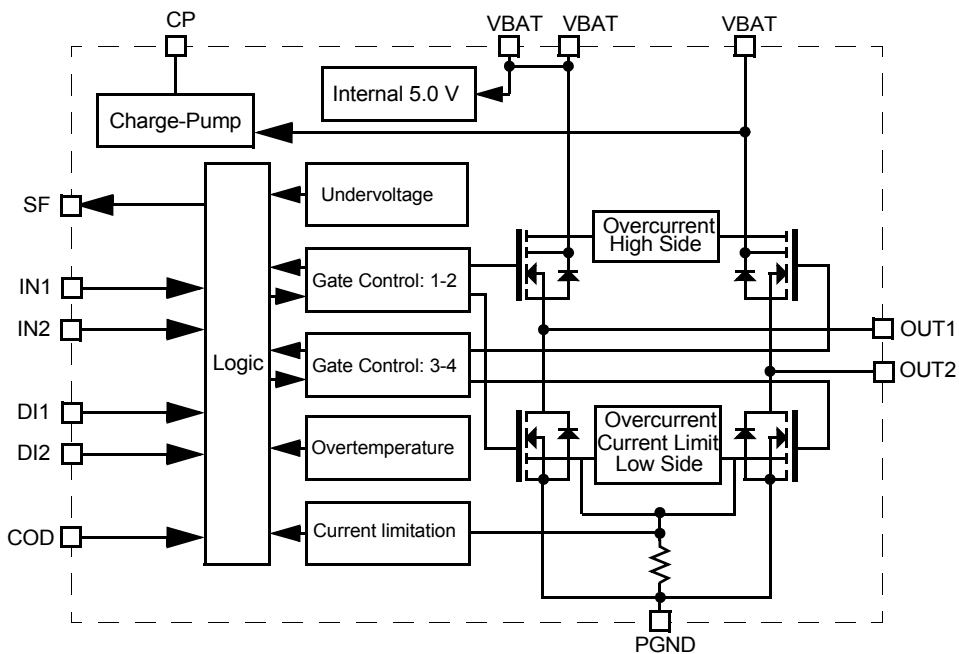 CP
VBAT
VBAT
VBAT
Internal 5.0 V
Charge-Pump
SF
Undervoltage
Overcurrent
High Side
IN1
Gate Control: 1-2
IN2
OUT1
Logic
Gate Control: 3-4
OUT2
DI1
DI2
Overtemperature
Overcurrent
Current Limit
Low Side
COD
Current limitation
PGND